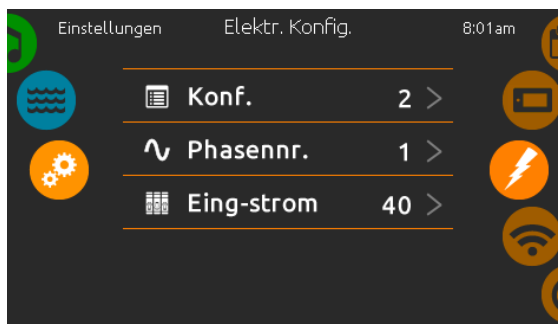 Einstellungen Elektr. Konfig. 8:01am
Konf. 2 >
Phasennr. 1 >
Eing-strom 40 >